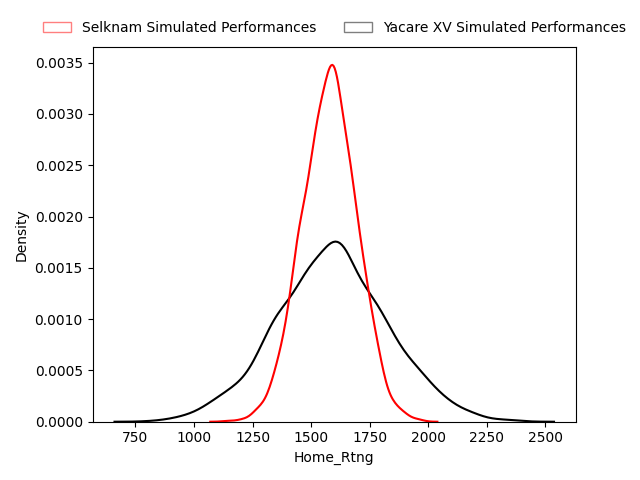 Selknam Simulated Performances Yacare XV Simulated Performances
0.0035
0.0030
0.0025
0.0020
0.0015
0.0010
0.0005
0.0000
Density
750 1000 1250 1500 1750 2000 2250 2500
Home_Rtng